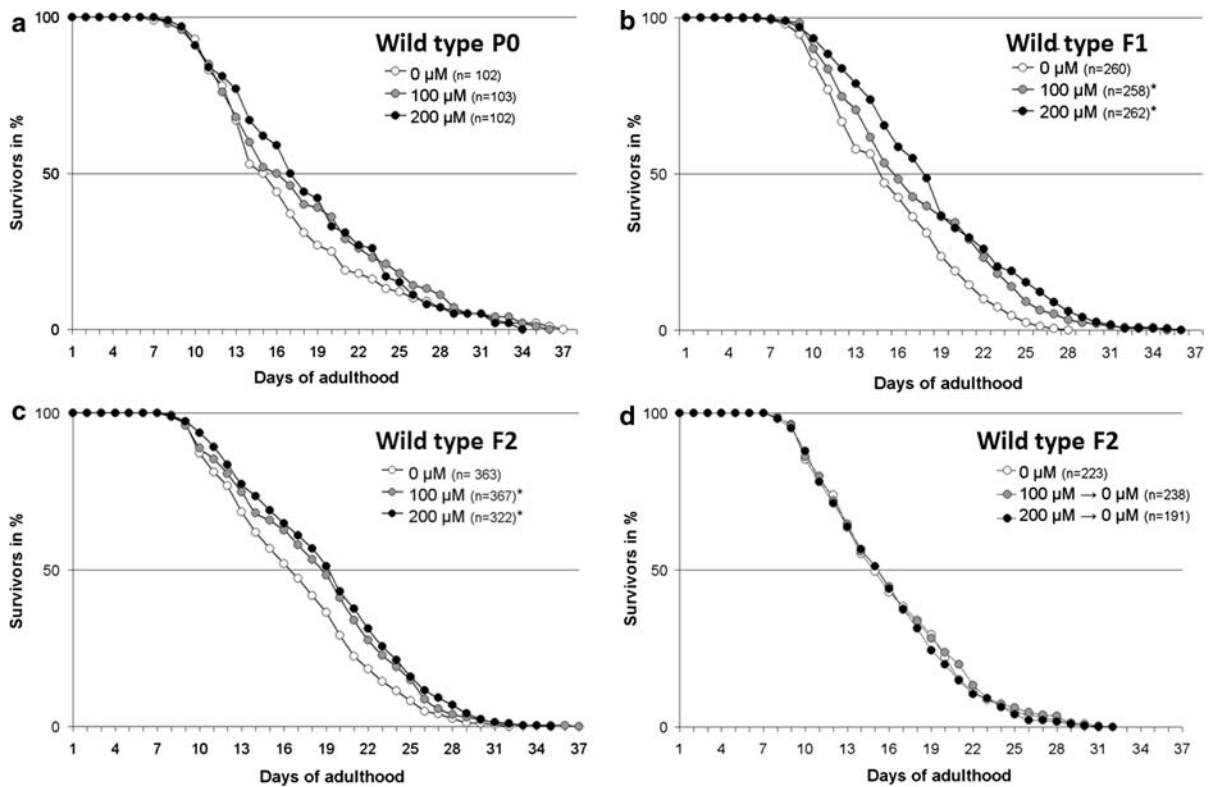 a
Wild type P0
0 µM (n= 102)
100 µM (n=103)
200 µM (n=102)
Survivors in %
100
50
0
1 4 7 10 13 16 19 22 25 28 31 34 37
Days of adulthood
b
Wild type F1
0 µM (n=260)
100 µM (n=258)*
200 µM (n=262)*
Survivors in %
100
50
0
1 4 7 10 13 16 19 22 25 28 31 34 37
Days of adulthood
c
Wild type F2
0 µM (n= 363)
100 µM (n=367)*
200 µM (n=322)*
Survivors in %
100
50
0
1 4 7 10 13 16 19 22 25 28 31 34 37
Days of adulthood
d
Wild type F2
0 µM (n=223)
100 µM → 0 µM (n=238)
200 µM → 0 µM (n=191)
Survivors in %
100
50
0
1 4 7 10 13 16 19 22 25 28 31 34 37
Days of adulthood